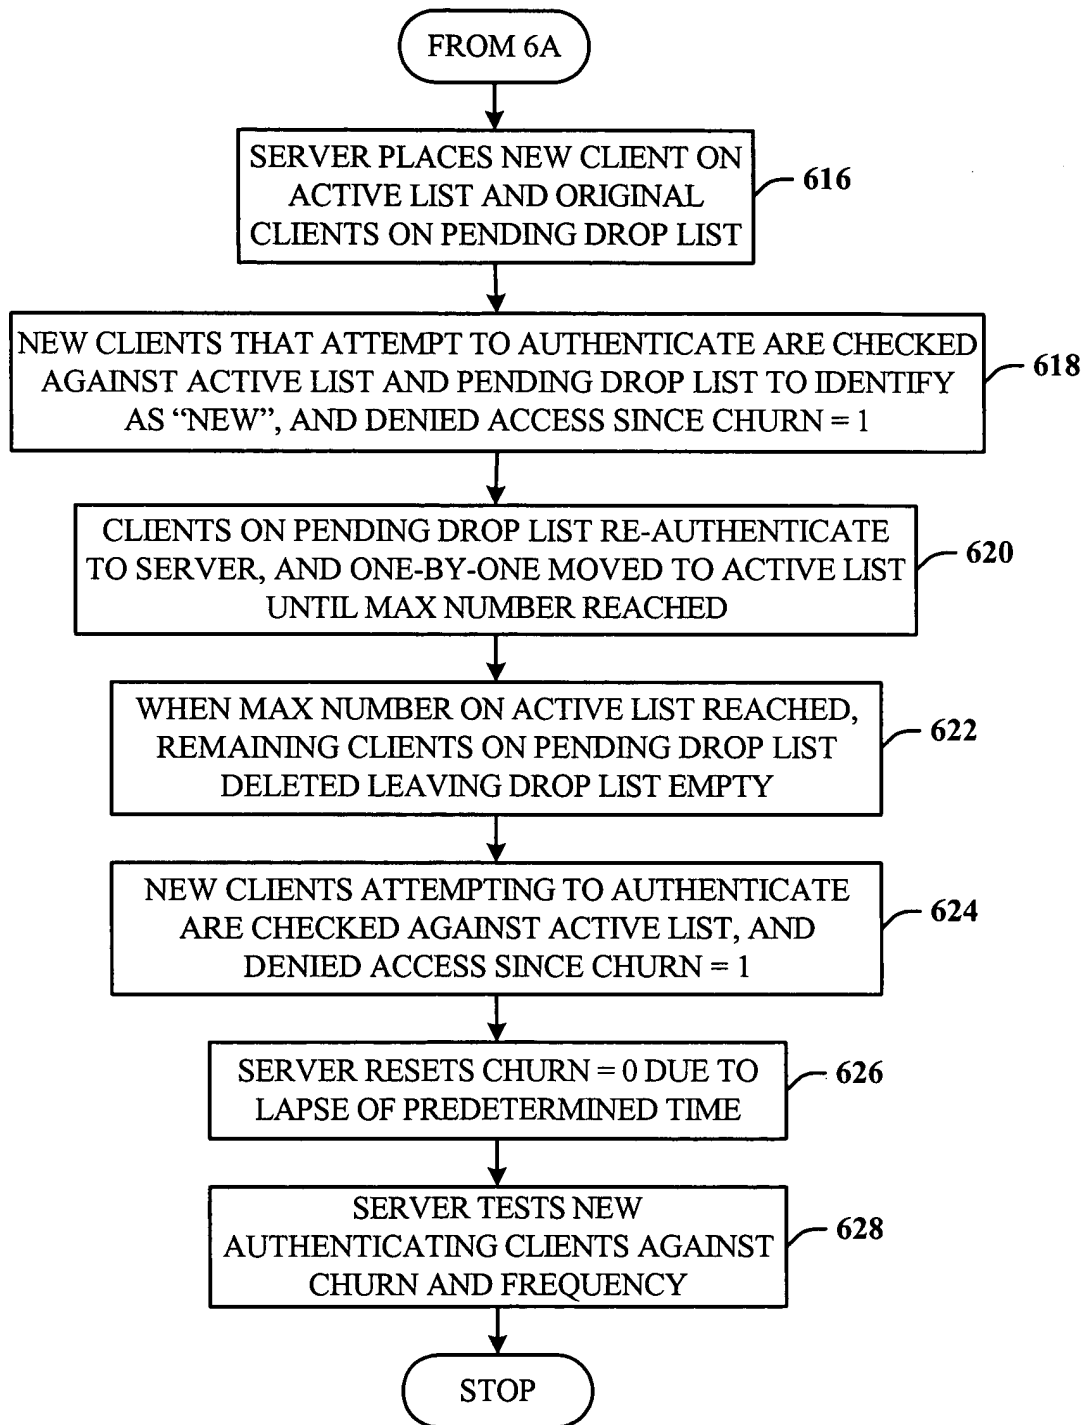 FROM 6A
SERVER PLACES NEW CLIENT ON
ACTIVE LIST AND ORIGINAL
CLIENTS ON PENDING DROP LIST
616
NEW CLIENTS THAT ATTEMPT TO AUTHENTICATE ARE CHECKED
AGAINST ACTIVE LIST AND PENDING DROP LIST TO IDENTIFY
AS “NEW”, AND DENIED ACCESS SINCE CHURN = 1
618
CLIENTS ON PENDING DROP LIST RE-AUTHENTICATE
TO SERVER, AND ONE-BY-ONE MOVED TO ACTIVE LIST
UNTIL MAX NUMBER REACHED
620
WHEN MAX NUMBER ON ACTIVE LIST REACHED,
REMAINING CLIENTS ON PENDING DROP LIST
DELETED LEAVING DROP LIST EMPTY
622
NEW CLIENTS ATTEMPTING TO AUTHENTICATE
ARE CHECKED AGAINST ACTIVE LIST, AND
DENIED ACCESS SINCE CHURN = 1
624
SERVER RESETS CHURN = 0 DUE TO
LAPSE OF PREDETERMINED TIME
626
SERVER TESTS NEW
AUTHENTICATING CLIENTS AGAINST
CHURN AND FREQUENCY
628
STOP